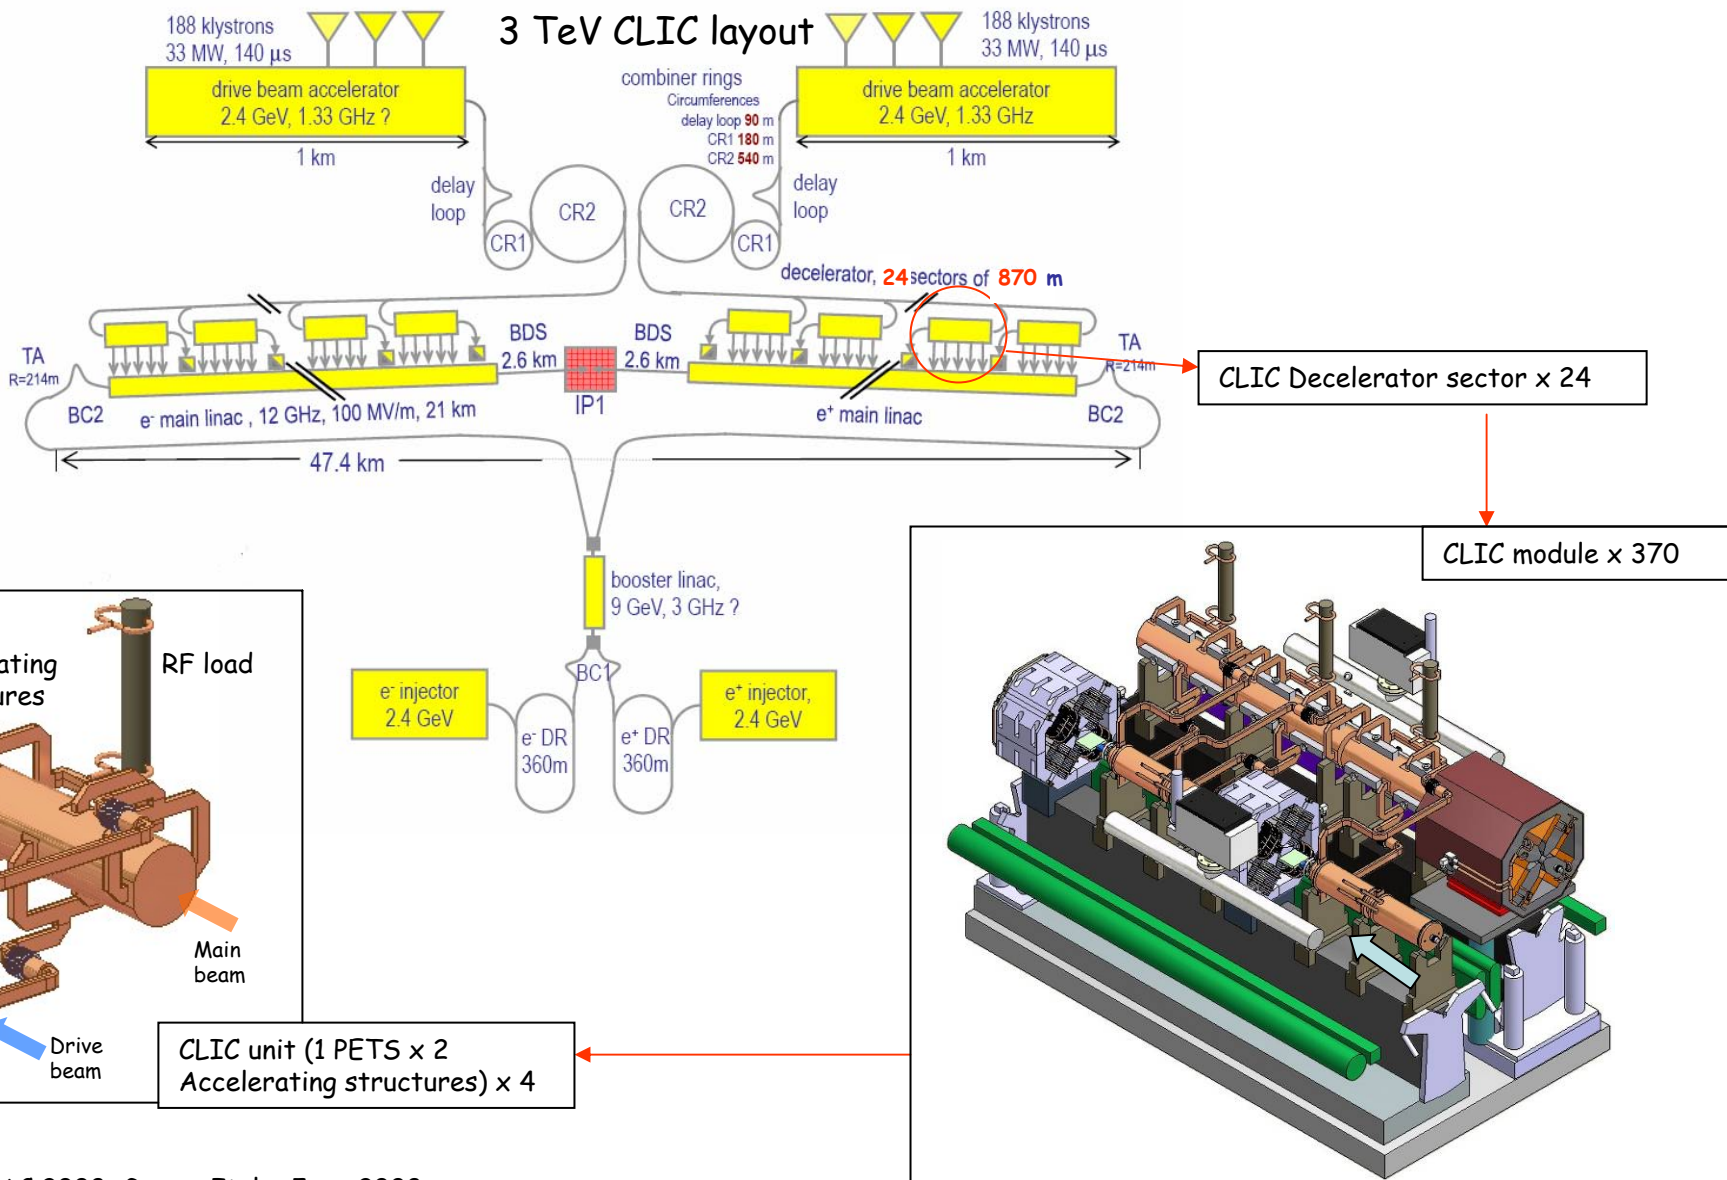 3 TeV CLIC layout
188 klystrons
33 MW, 140 μs
drive beam accelerator
2.4 GeV, 1.33 GHz ?
1 km
combiner rings
Circumferences
delay loop 90 m
CR1 180 m
CR2 540 m
188 klystrons
33 MW, 140 μs
drive beam accelerator
2.4 GeV, 1.33 GHz
1 km
delay
loop
CR1
CR2
CR2
CR1
delay
loop
decelerator, 24 sectors of 870 m
TA
R=214m
BC2
e- main linac , 12 GHz, 100 MV/m, 21 km
BDS
2.6 km
IP1
BDS
2.6 km
e+ main linac
TA
R=214m
BC2
47.4 km
CLIC Decelerator sector x 24
CLIC module x 370
booster linac,
9 GeV, 3 GHz ?
BC1
e- injector
2.4 GeV
e- DR
360m
e+ DR
360m
e+ injector,
2.4 GeV
RF load
Main
beam
Drive
beam
CLIC unit (1 PETS x 2
Accelerating structures) x 4